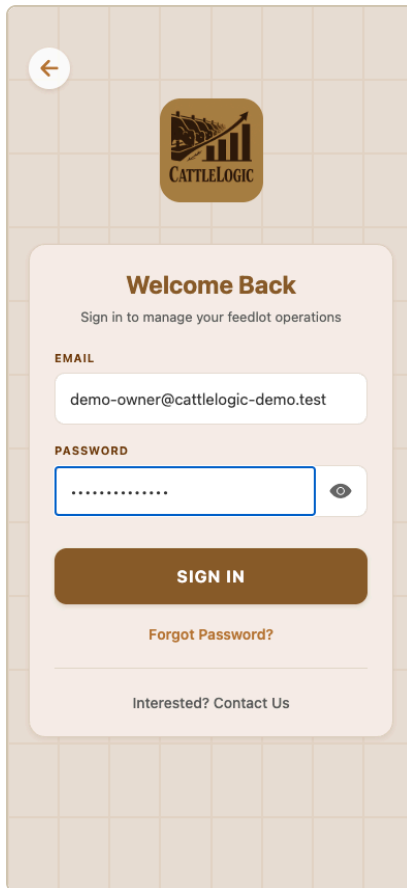 CATTLELOGIC
Welcome Back
Sign in to manage your feedlot operations
EMAIL
demo-owner@cattlelogic-demo.test
PASSWORD
••••••••••••••
SIGN IN
Forgot Password?
Interested? Contact Us